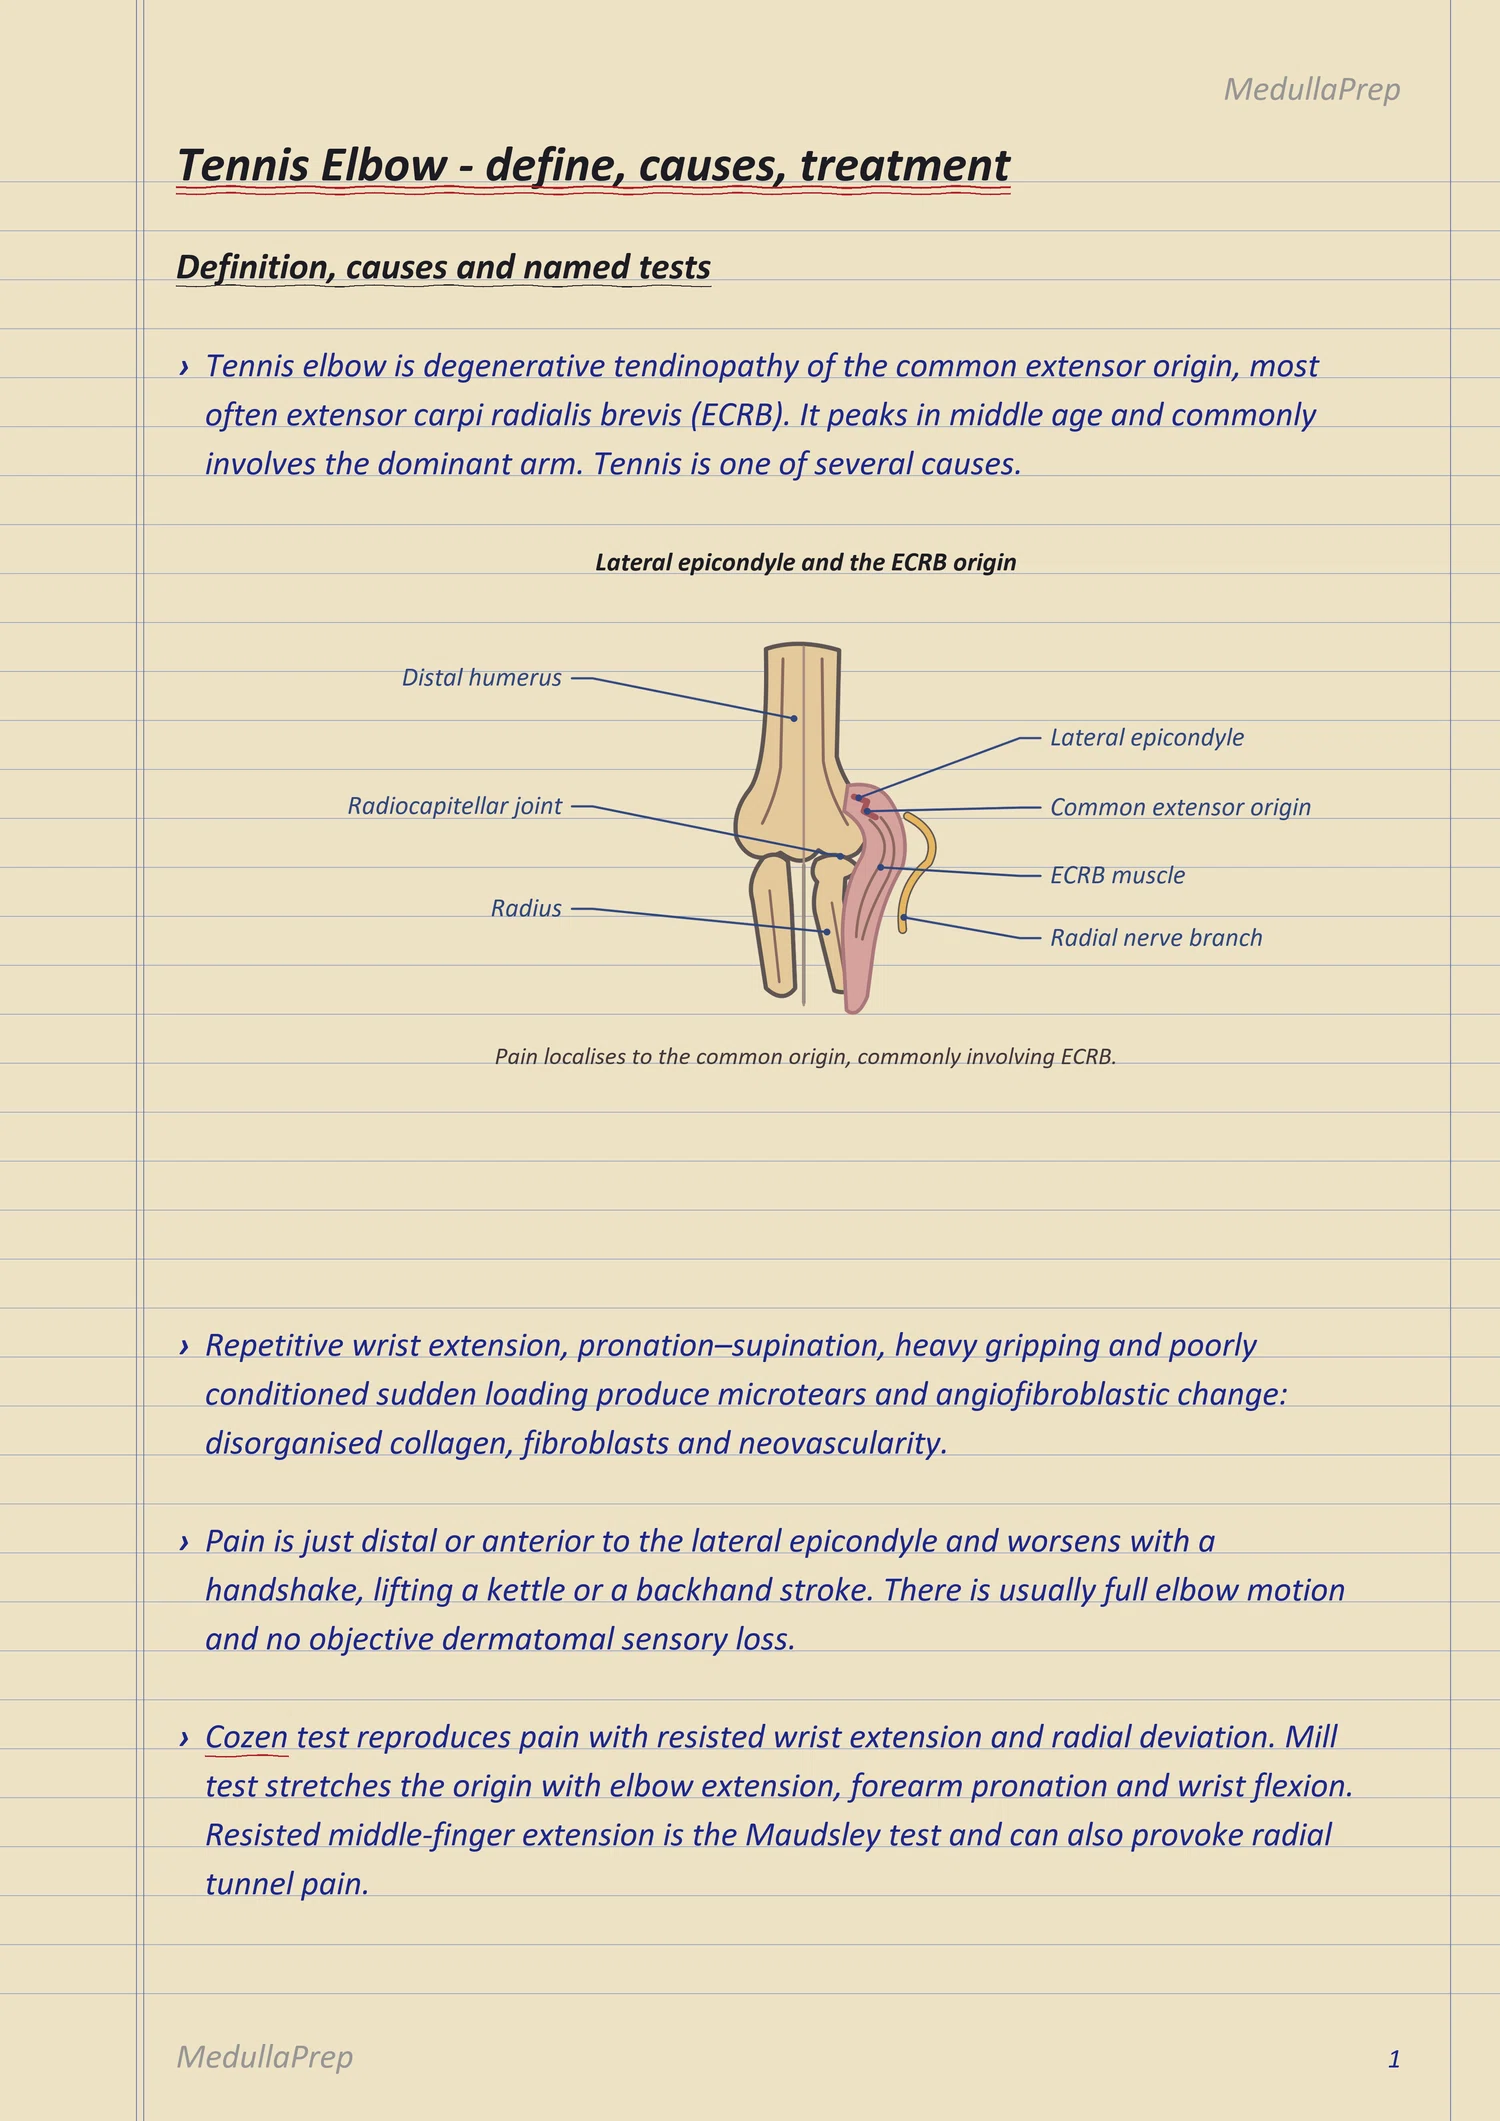 MedullaPrep
Tennis Elbow - define, causes, treatment
Definition, causes and named tests
› Tennis elbow is degenerative tendinopathy of the common extensor origin, most
often extensor carpi radialis brevis (ECRB). It peaks in middle age and commonly
involves the dominant arm. Tennis is one of several causes.
Lateral epicondyle and the ECRB origin
Distal humerus
Lateral epicondyle
Radiocapitellar joint
Common extensor origin
ECRB muscle
Radius
Radial nerve branch
Pain localises to the common origin, commonly involving ECRB.
› Repetitive wrist extension, pronation–supination, heavy gripping and poorly
conditioned sudden loading produce microtears and angiofibroblastic change:
disorganised collagen, fibroblasts and neovascularity.
› Pain is just distal or anterior to the lateral epicondyle and worsens with a
handshake, lifting a kettle or a backhand stroke. There is usually full elbow motion
and no objective dermatomal sensory loss.
› Cozen test reproduces pain with resisted wrist extension and radial deviation. Mill
test stretches the origin with elbow extension, forearm pronation and wrist flexion.
Resisted middle-finger extension is the Maudsley test and can also provoke radial
tunnel pain.
MedullaPrep
1